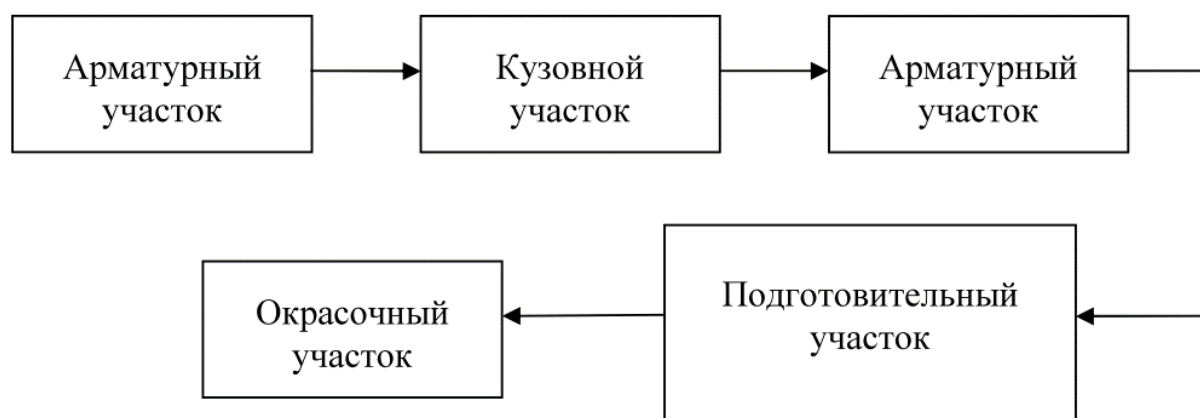 Арматурный
участок
Кузовной
участок
Арматурный
участок
Подготовительный
участок
Окрасочный
участок